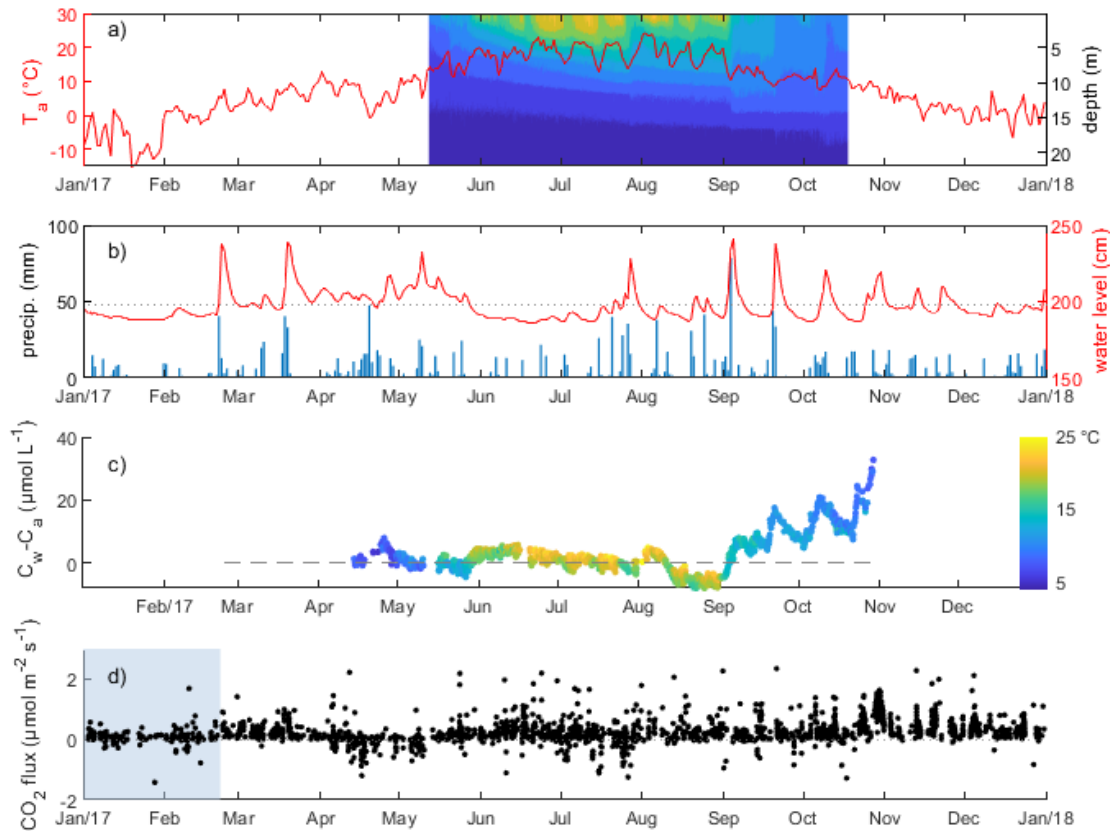 a)
30
20
10
0
-10
T_a (°C)
5
10
15
20
depth (m)
Jan/17 Feb Mar Apr May Jun Jul Aug Sep Oct Nov Dec Jan/18
b)
100
50
0
precip. (mm)
250
200
150
water level (cm)
Jan/17 Feb Mar Apr May Jun Jul Aug Sep Oct Nov Dec Jan/18
c)
40
20
0
C_w-C_a (μmol L^-1)
25 °C
15
5
Feb/17 Mar Apr May Jun Jul Aug Sep Oct Nov Dec
d)
2
0
-2
CO_2 flux (μmol m^-2 s^-1)
Jan/17 Feb Mar Apr May Jun Jul Aug Sep Oct Nov Dec Jan/18